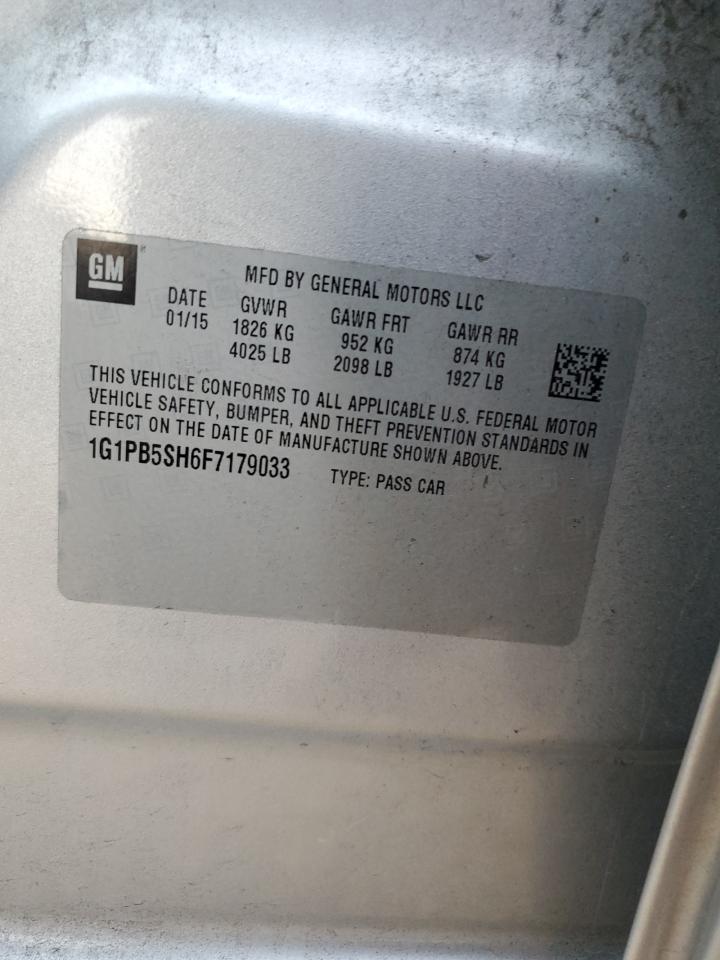 GM
MFD BY GENERAL MOTORS LLC
DATE GVWR GAWR FRT GAWR RR
01/15 1826 KG 952 KG 874 KG
4025 LB 2098 LB 1927 LB
THIS VEHICLE CONFORMS TO ALL APPLICABLE U.S. FEDERAL MOTOR
VEHICLE SAFETY, BUMPER, AND THEFT PREVENTION STANDARDS IN
EFFECT ON THE DATE OF MANUFACTURE SHOWN ABOVE.
1G1PB5SH6F7179033 TYPE: PASS CAR